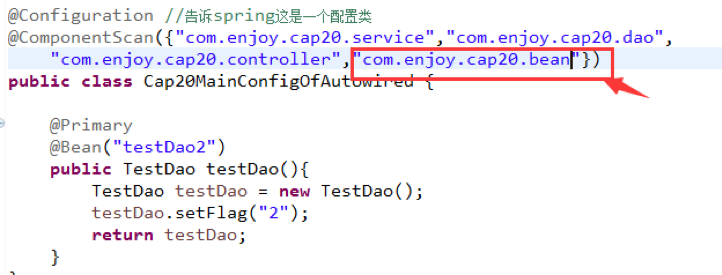 @Configuration //告诉spring这是一个配置类
@ComponentScan({"com.enjoy.cap20.service","com.enjoy.cap20.dao",
"com.enjoy.cap20.controller","com.enjoy.cap20.bean"})
public class Cap20MainConfigOfAutowired {
@Primary
@Bean("testDao2")
public TestDao testDao(){
TestDao testDao = new TestDao();
testDao.setFlag("2");
return testDao;
}